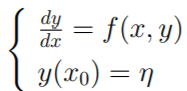 dy/dx = f(x, y)
y(x₀) = η